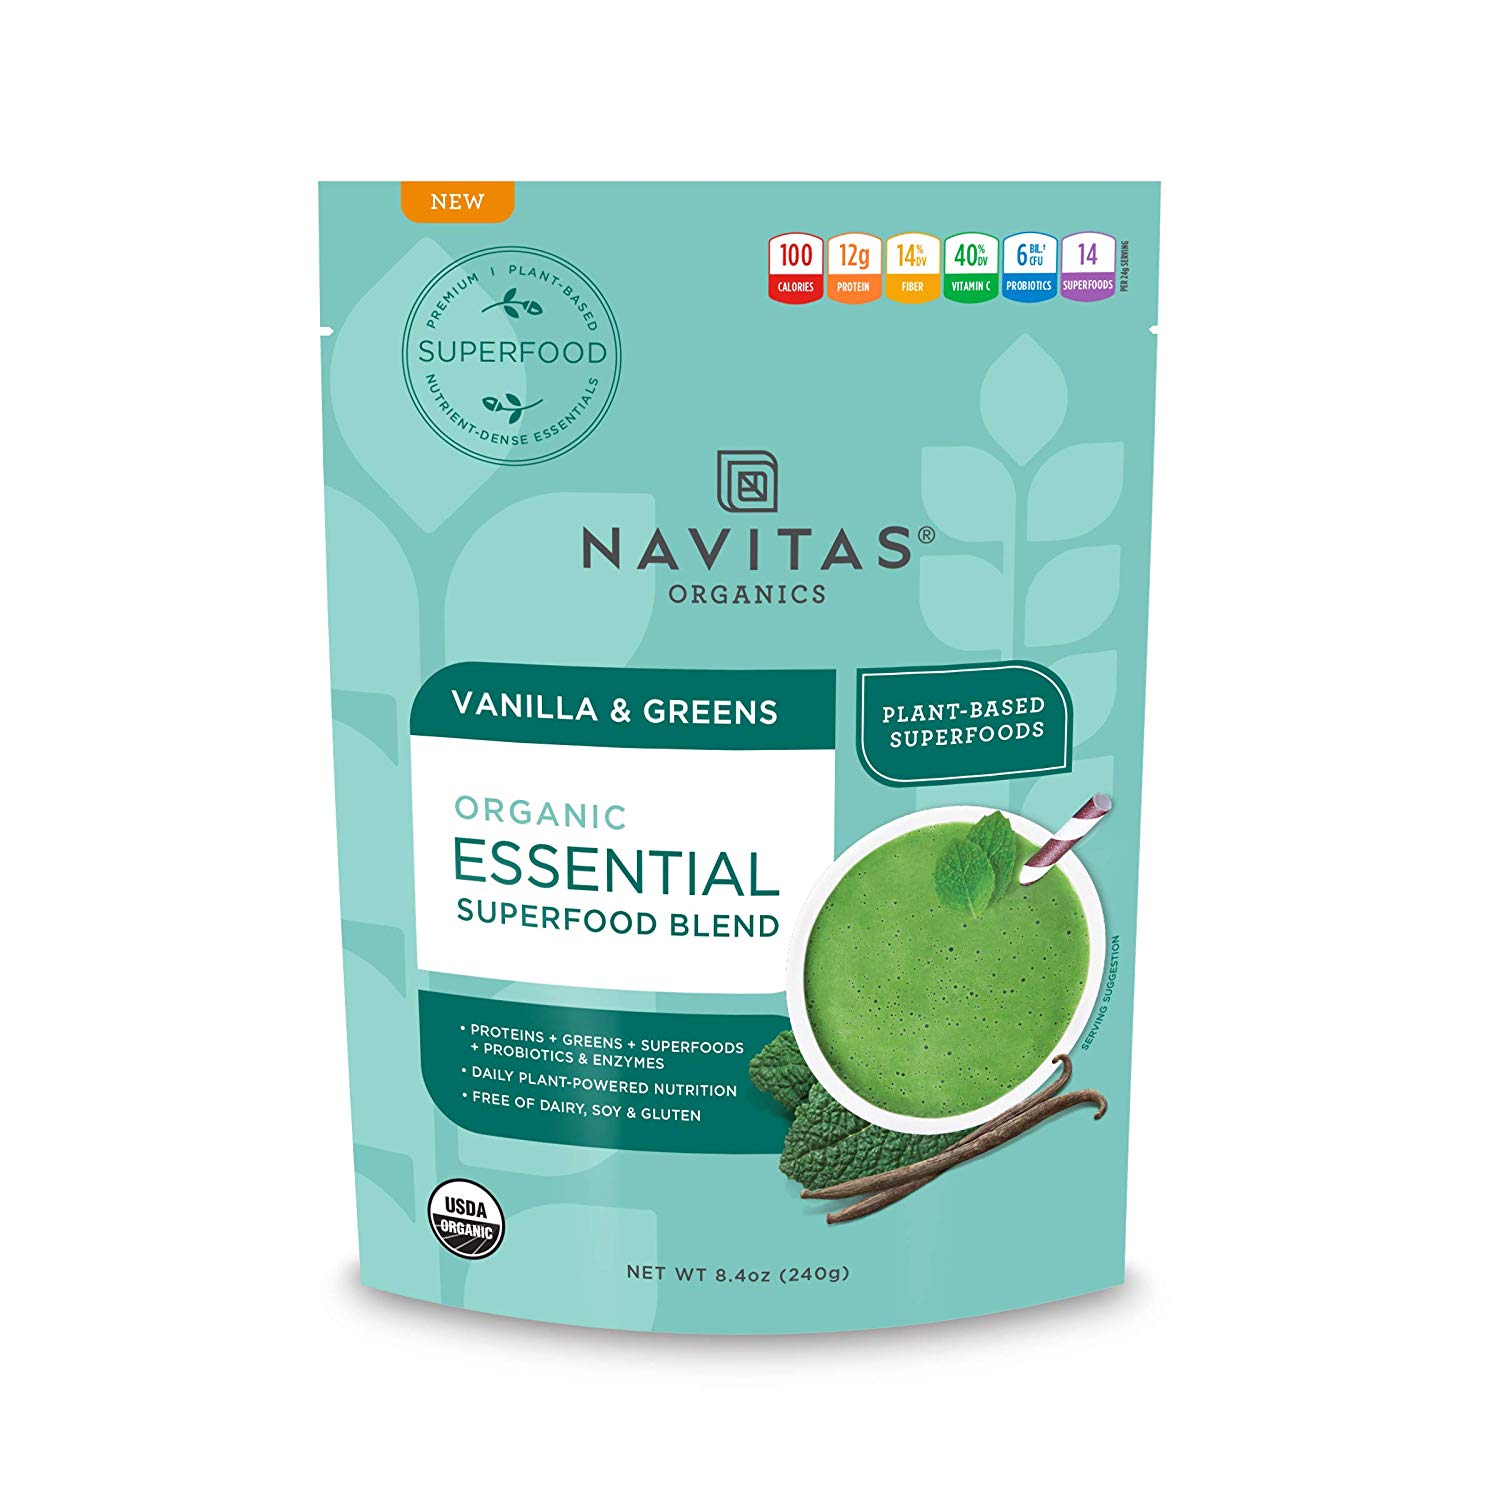 NEW
PREMIUM | PLANT-BASED
SUPERFOOD
NUTRIENT-DENSE ESSENTIALS
100
CALORIES
12g
PROTEIN
14% DV
FIBER
40% DV
VITAMIN C
6 BIL.† CFU
PROBIOTICS
14
SUPERFOODS
PER 24g SERVING
NAVITAS®
ORGANICS
VANILLA & GREENS
PLANT-BASED
SUPERFOODS
ORGANIC
ESSENTIAL
SUPERFOOD BLEND
• PROTEINS + GREENS + SUPERFOODS
+ PROBIOTICS & ENZYMES
• DAILY PLANT-POWERED NUTRITION
• FREE OF DAIRY, SOY & GLUTEN
SERVING SUGGESTION
USDA
ORGANIC
NET WT 8.4oz (240g)